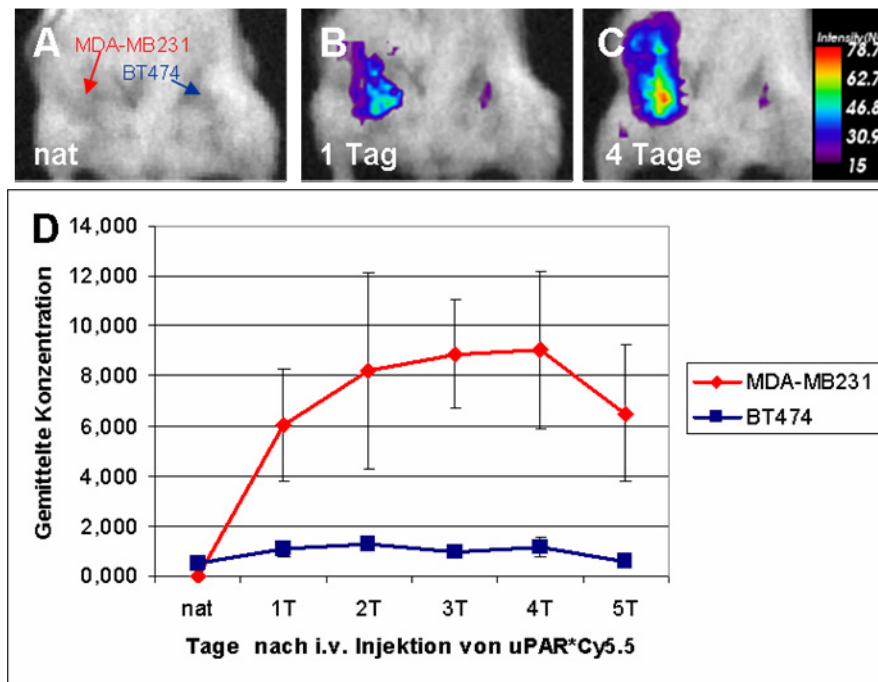 A
MDA-MB231
BT474
nat
B
1 Tag
C
4 Tage
78.7
62.7
46.8
30.9
15
D
14,000
12,000
10,000
8,000
6,000
4,000
2,000
0,000
Gemittelte Konzentration
nat 1T 2T 3T 4T 5T
Tage nach i.v. Injektion von uPAR*Cy5.5
MDA-MB231
BT474